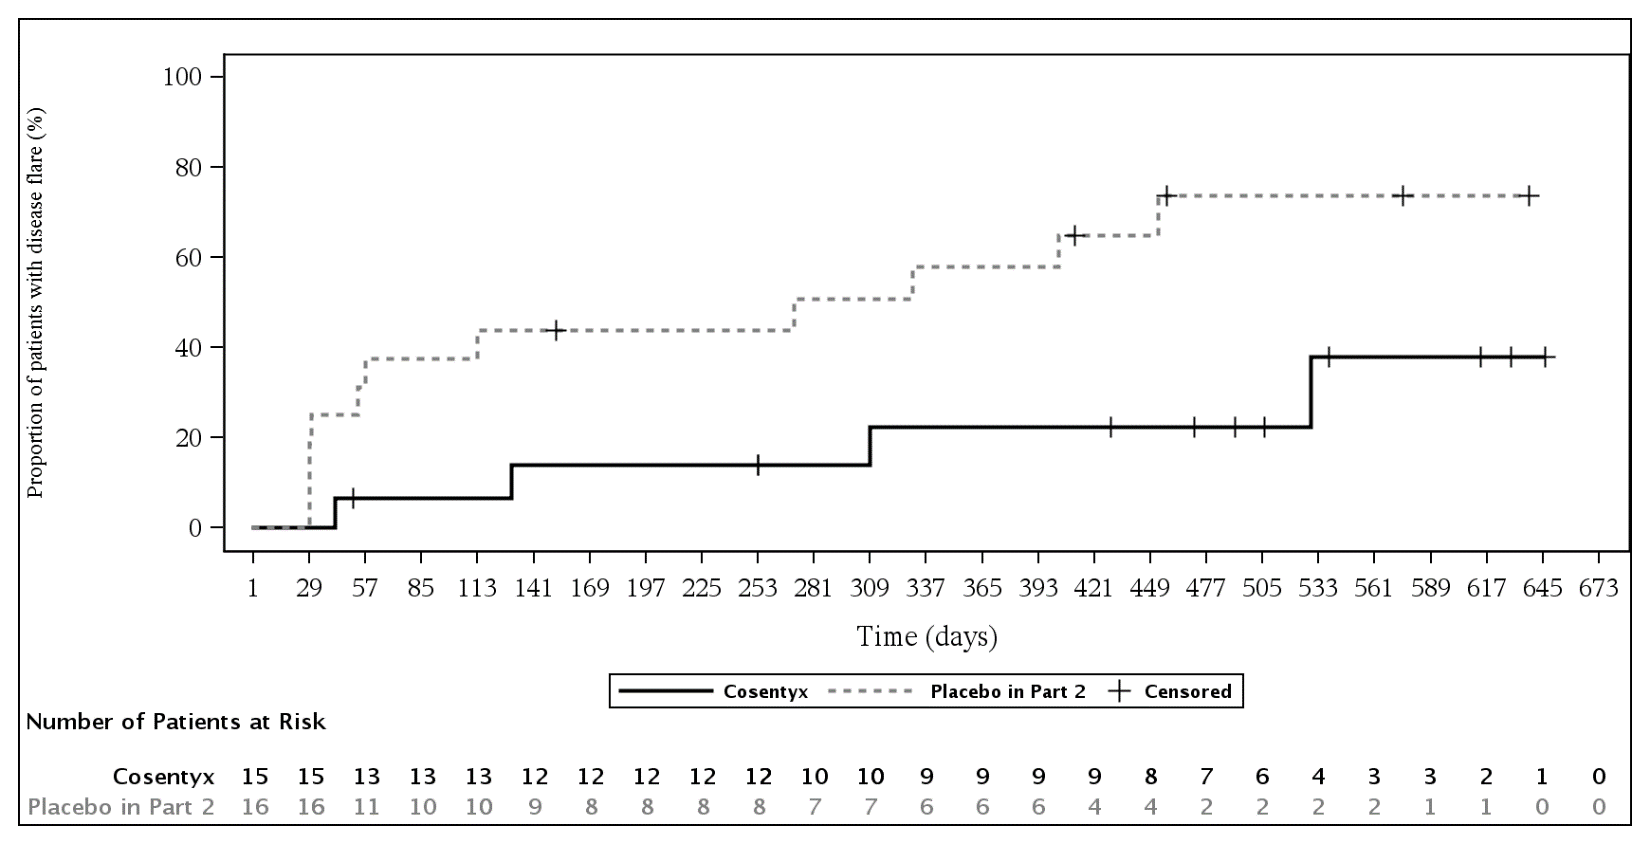 Proportion of patients with disease flare (%)
100
80
60
40
20
0
1 29 57 85 113 141 169 197 225 253 281 309 337 365 393 421 449 477 505 533 561 589 617 645 673
Time (days)
Cosentyx Placebo in Part 2 Censored
Number of Patients at Risk
Cosentyx 15 15 13 13 13 12 12 12 12 12 10 10 9 9 9 9 8 7 6 4 3 3 2 1 0
Placebo in Part 2 16 16 11 10 10 9 8 8 8 8 7 7 6 6 6 4 4 2 2 2 2 1 1 0 0